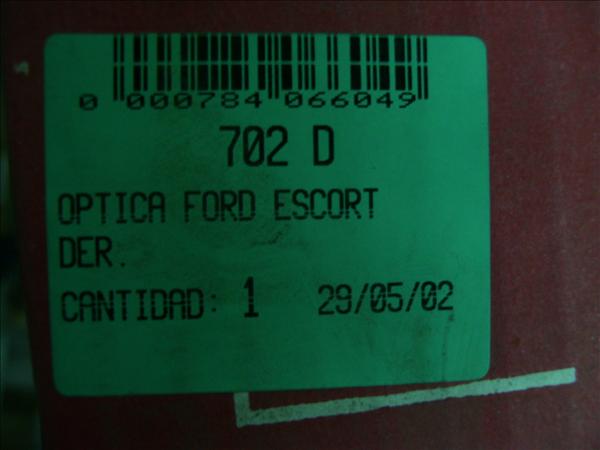 0 000784 066049
702 D
OPTICA FORD ESCORT
DER.
CANTIDAD: 1 29/05/02